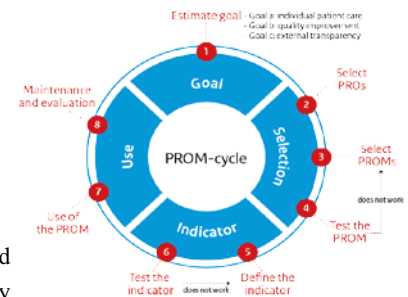 Estimate goal
- Goal a: individual patient care
- Goal b: quality improvement
- Goal c: external transparency
1
Goal
Maintenance
and evaluation
8
2
Select
PROs
Use
PROM-cycle
Selection
3
Select
PROMs
does not work
7
Use of
the PROM
4
Test the
PROM
Indicator
6
5
Test the
indicator
does not work
Define the
indicator
d
y